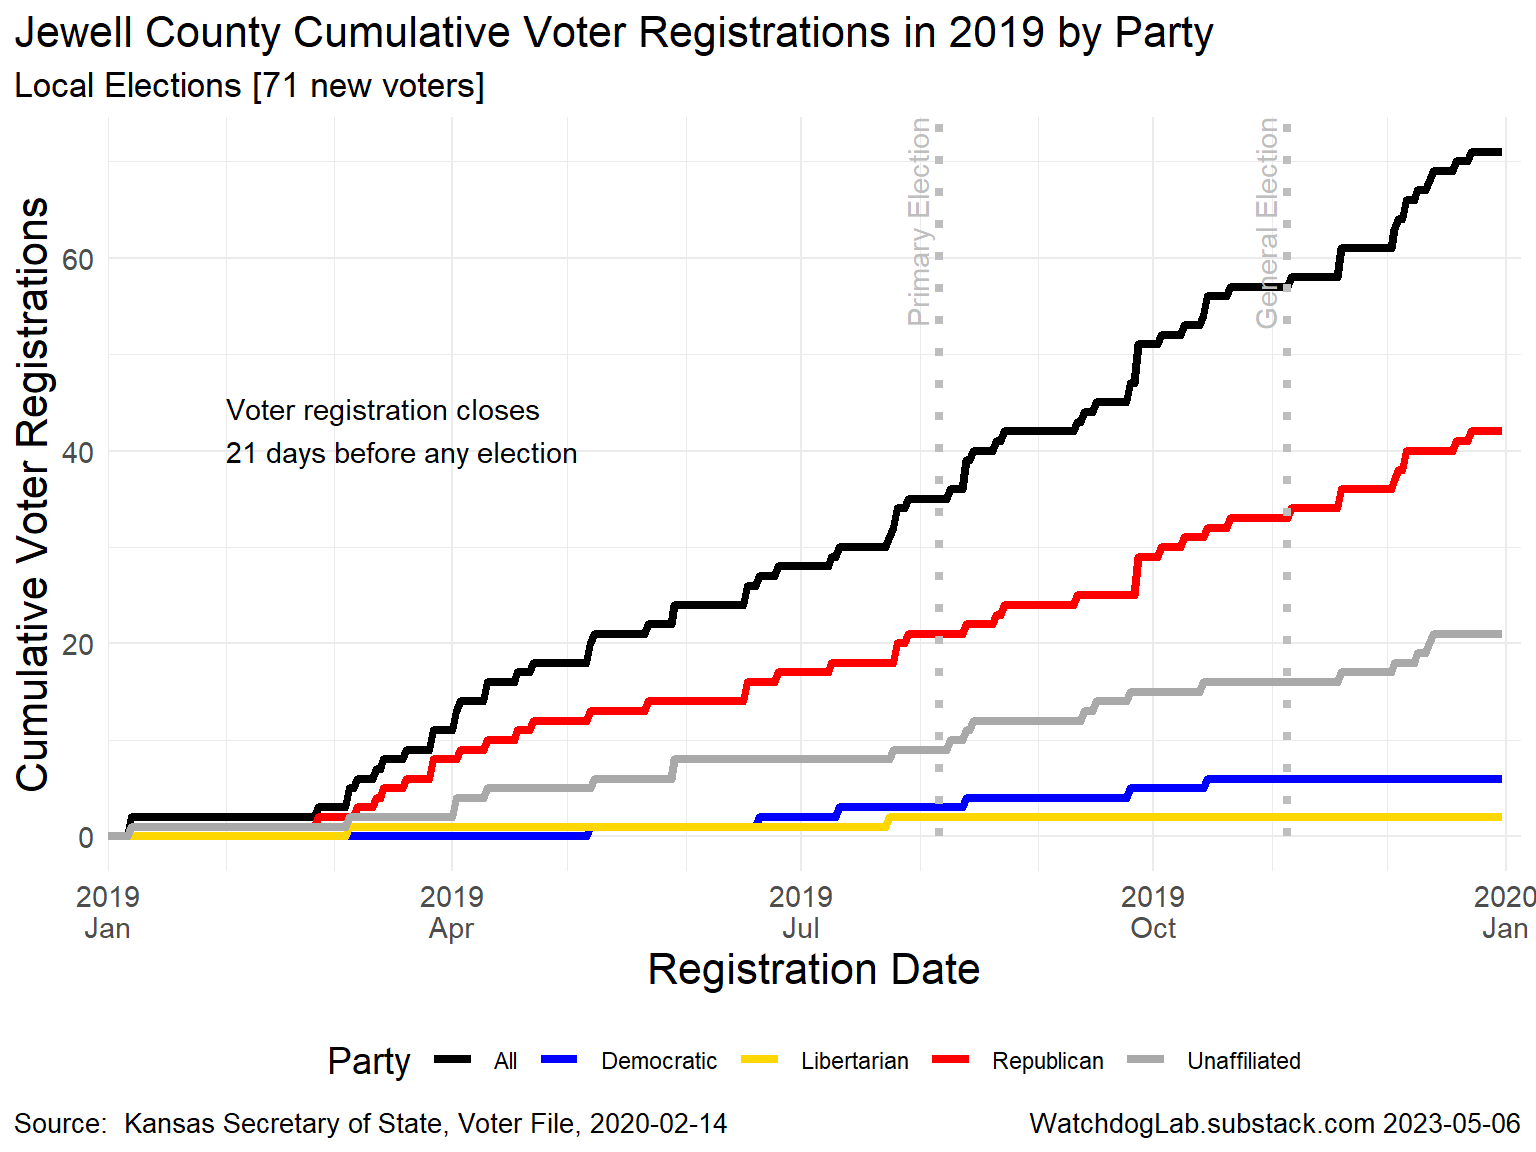 Jewell County Cumulative Voter Registrations in 2019 by Party
Local Elections [71 new voters]
Cumulative Voter Registrations
60
40
20
0
Primary Election
General Election
Voter registration closes
21 days before any election
2019 2019 2019 2019 2020
Jan Apr Jul Oct Jan
Registration Date
Party All Democratic Libertarian Republican Unaffiliated
Source:  Kansas Secretary of State, Voter File, 2020-02-14
WatchdogLab.substack.com 2023-05-06